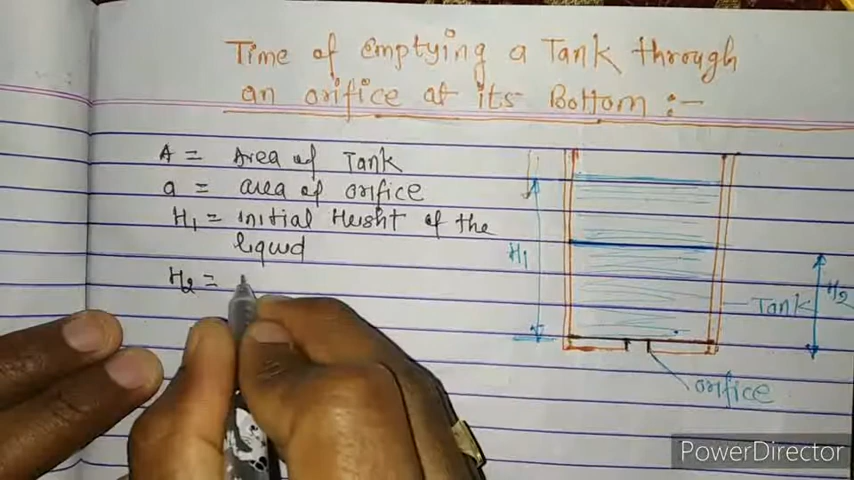 Time of emptying a Tank through
an orifice at its Bottom :-
A = Area of Tank
a = area of orifice
H1 = initial Height of the
liquid
H2 =
H1
H2
Tank
orifice
PowerDirector